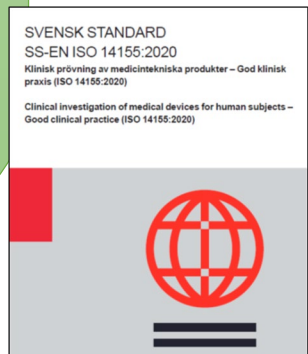 SVENSK STANDARD
SS-EN ISO 14155:2020
Klinisk prövning av medicintekniska produkter – God klinisk
praxis (ISO 14155:2020)
Clinical investigation of medical devices for human subjects –
Good clinical practice (ISO 14155:2020)